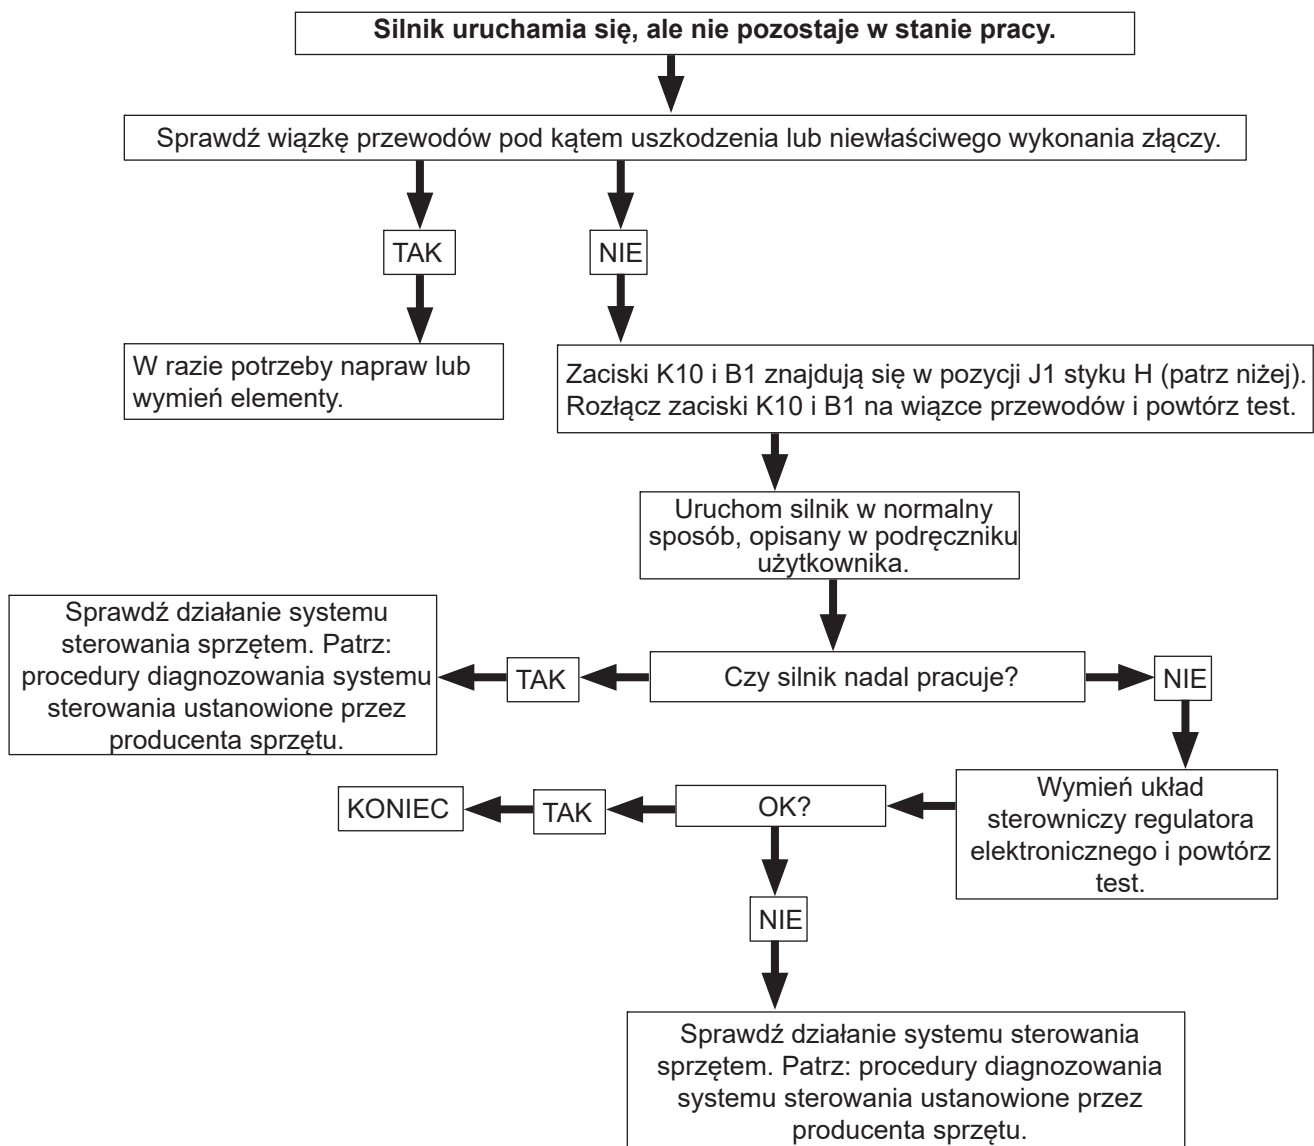 Silnik uruchamia się, ale nie pozostaje w stanie pracy.
Sprawdź wiązkę przewodów pod kątem uszkodzenia lub niewłaściwego wykonania złączy.
TAK
NIE
W razie potrzeby napraw lub
wymień elementy.
Zaciski K10 i B1 znajdują się w pozycji J1 styku H (patrz niżej).
Rozłącz zaciski K10 i B1 na wiązce przewodów i powtórz test.
Uruchom silnik w normalny
sposób, opisany w podręczniku
użytkownika.
Czy silnik nadal pracuje?
TAK
NIE
Sprawdź działanie systemu
sterowania sprzętem. Patrz:
procedury diagnozowania systemu
sterowania ustanowione przez
producenta sprzętu.
Wymień układ
sterowniczy regulatora
elektronicznego i powtórz
test.
OK?
TAK
KONIEC
NIE
Sprawdź działanie systemu sterowania
sprzętem. Patrz: procedury diagnozowania
systemu sterowania ustanowione przez
producenta sprzętu.